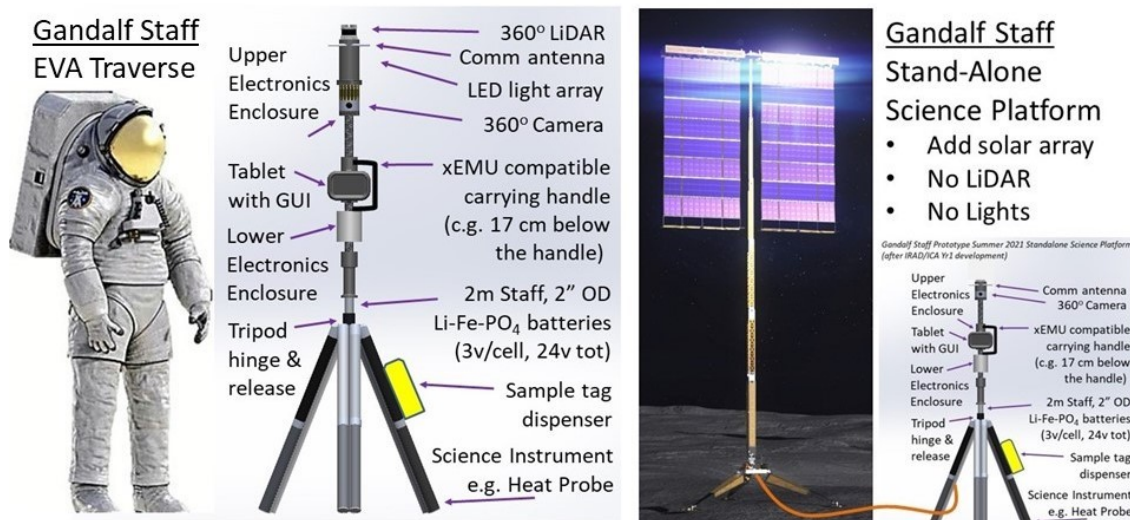 Gandalf Staff
EVA Traverse
360° LiDAR
Comm antenna
LED light array
360° Camera
Upper
Electronics
Enclosure
xEMU compatible
carrying handle
(c.g. 17 cm below
the handle)
Tablet
with GUI
Lower
Electronics
Enclosure
2m Staff, 2" OD
Li-Fe-PO₄ batteries
(3v/cell, 24v tot)
Tripod
hinge &
release
Sample tag
dispenser
Science Instrument
e.g. Heat Probe
Gandalf Staff
Stand-Alone
Science Platform
• Add solar array
• No LiDAR
• No Lights
Gandalf Staff Prototype Summer 2021 Standalone Science Platform
(after IRAD/ICA Yr1 development)
Upper
Electronics
Enclosure
Comm antenna
360° Camera
xEMU compatible
carrying handle
(c.g. 17 cm below
the handle)
Tablet
with GUI
Lower
Electronics
Enclosure
2m Staff, 2" OD
Li-Fe-PO₄ batteries
(3v/cell, 24v tot)
Tripod
hinge &
release
Sample tag
dispenser
Science Instrument
e.g. Heat Probe